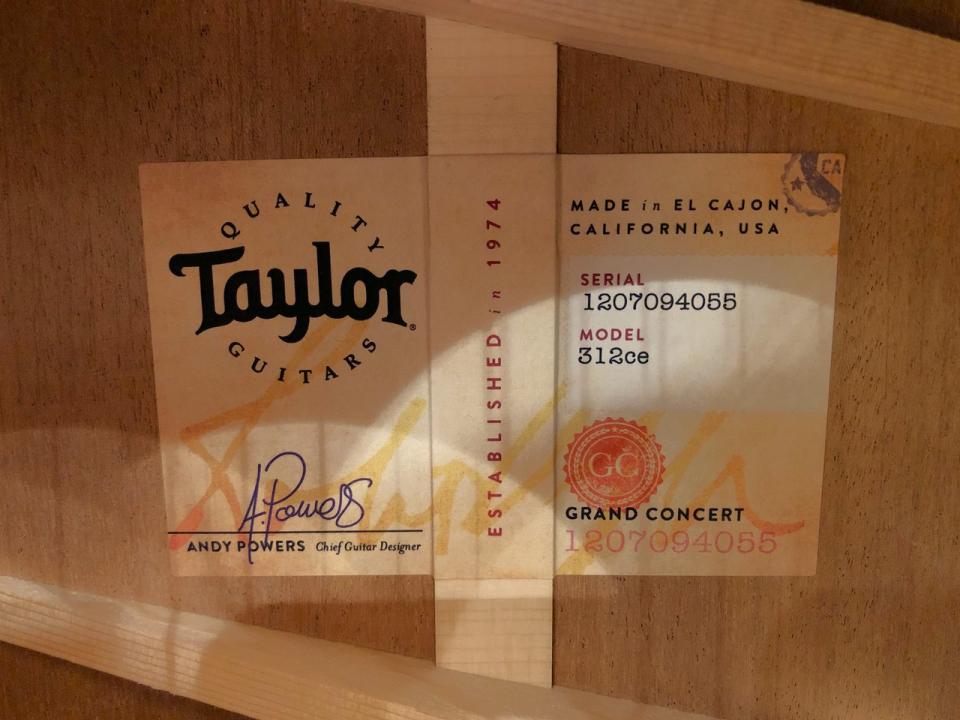 QUALITY
Taylor®
GUITARS
A. Powers
ANDY POWERS Chief Guitar Designer
ESTABLISHED in 1974
MADE in EL CAJON,
CALIFORNIA, USA
CA
SERIAL
1207094055
MODEL
312ce
GC
GRAND CONCERT
1207094055